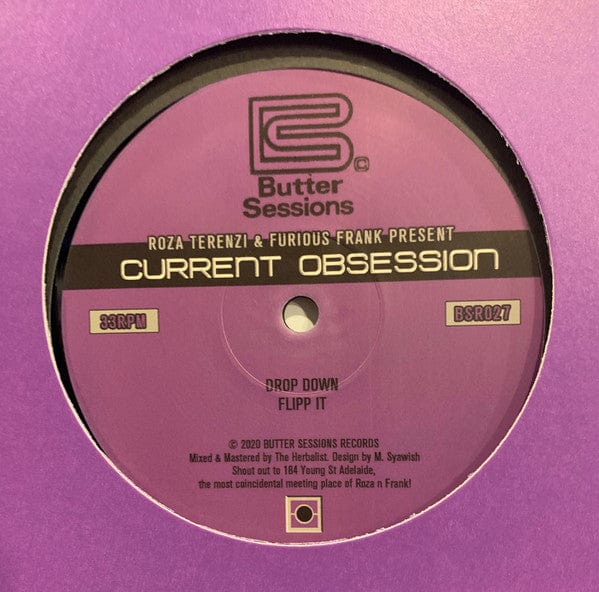 ©
Butter
Sessions
ROZA TERENZI & FURIOUS FRANK PRESENT
CURRENT OBSESSION
33RPM
BSR027
DROP DOWN
FLIPP IT
© 2020 BUTTER SESSIONS RECORDS
Mixed & Mastered by The Herbalist. Design by M. Syawish
Shout out to 184 Young St Adelaide,
the most coincidental meeting place of Roza n Frank!